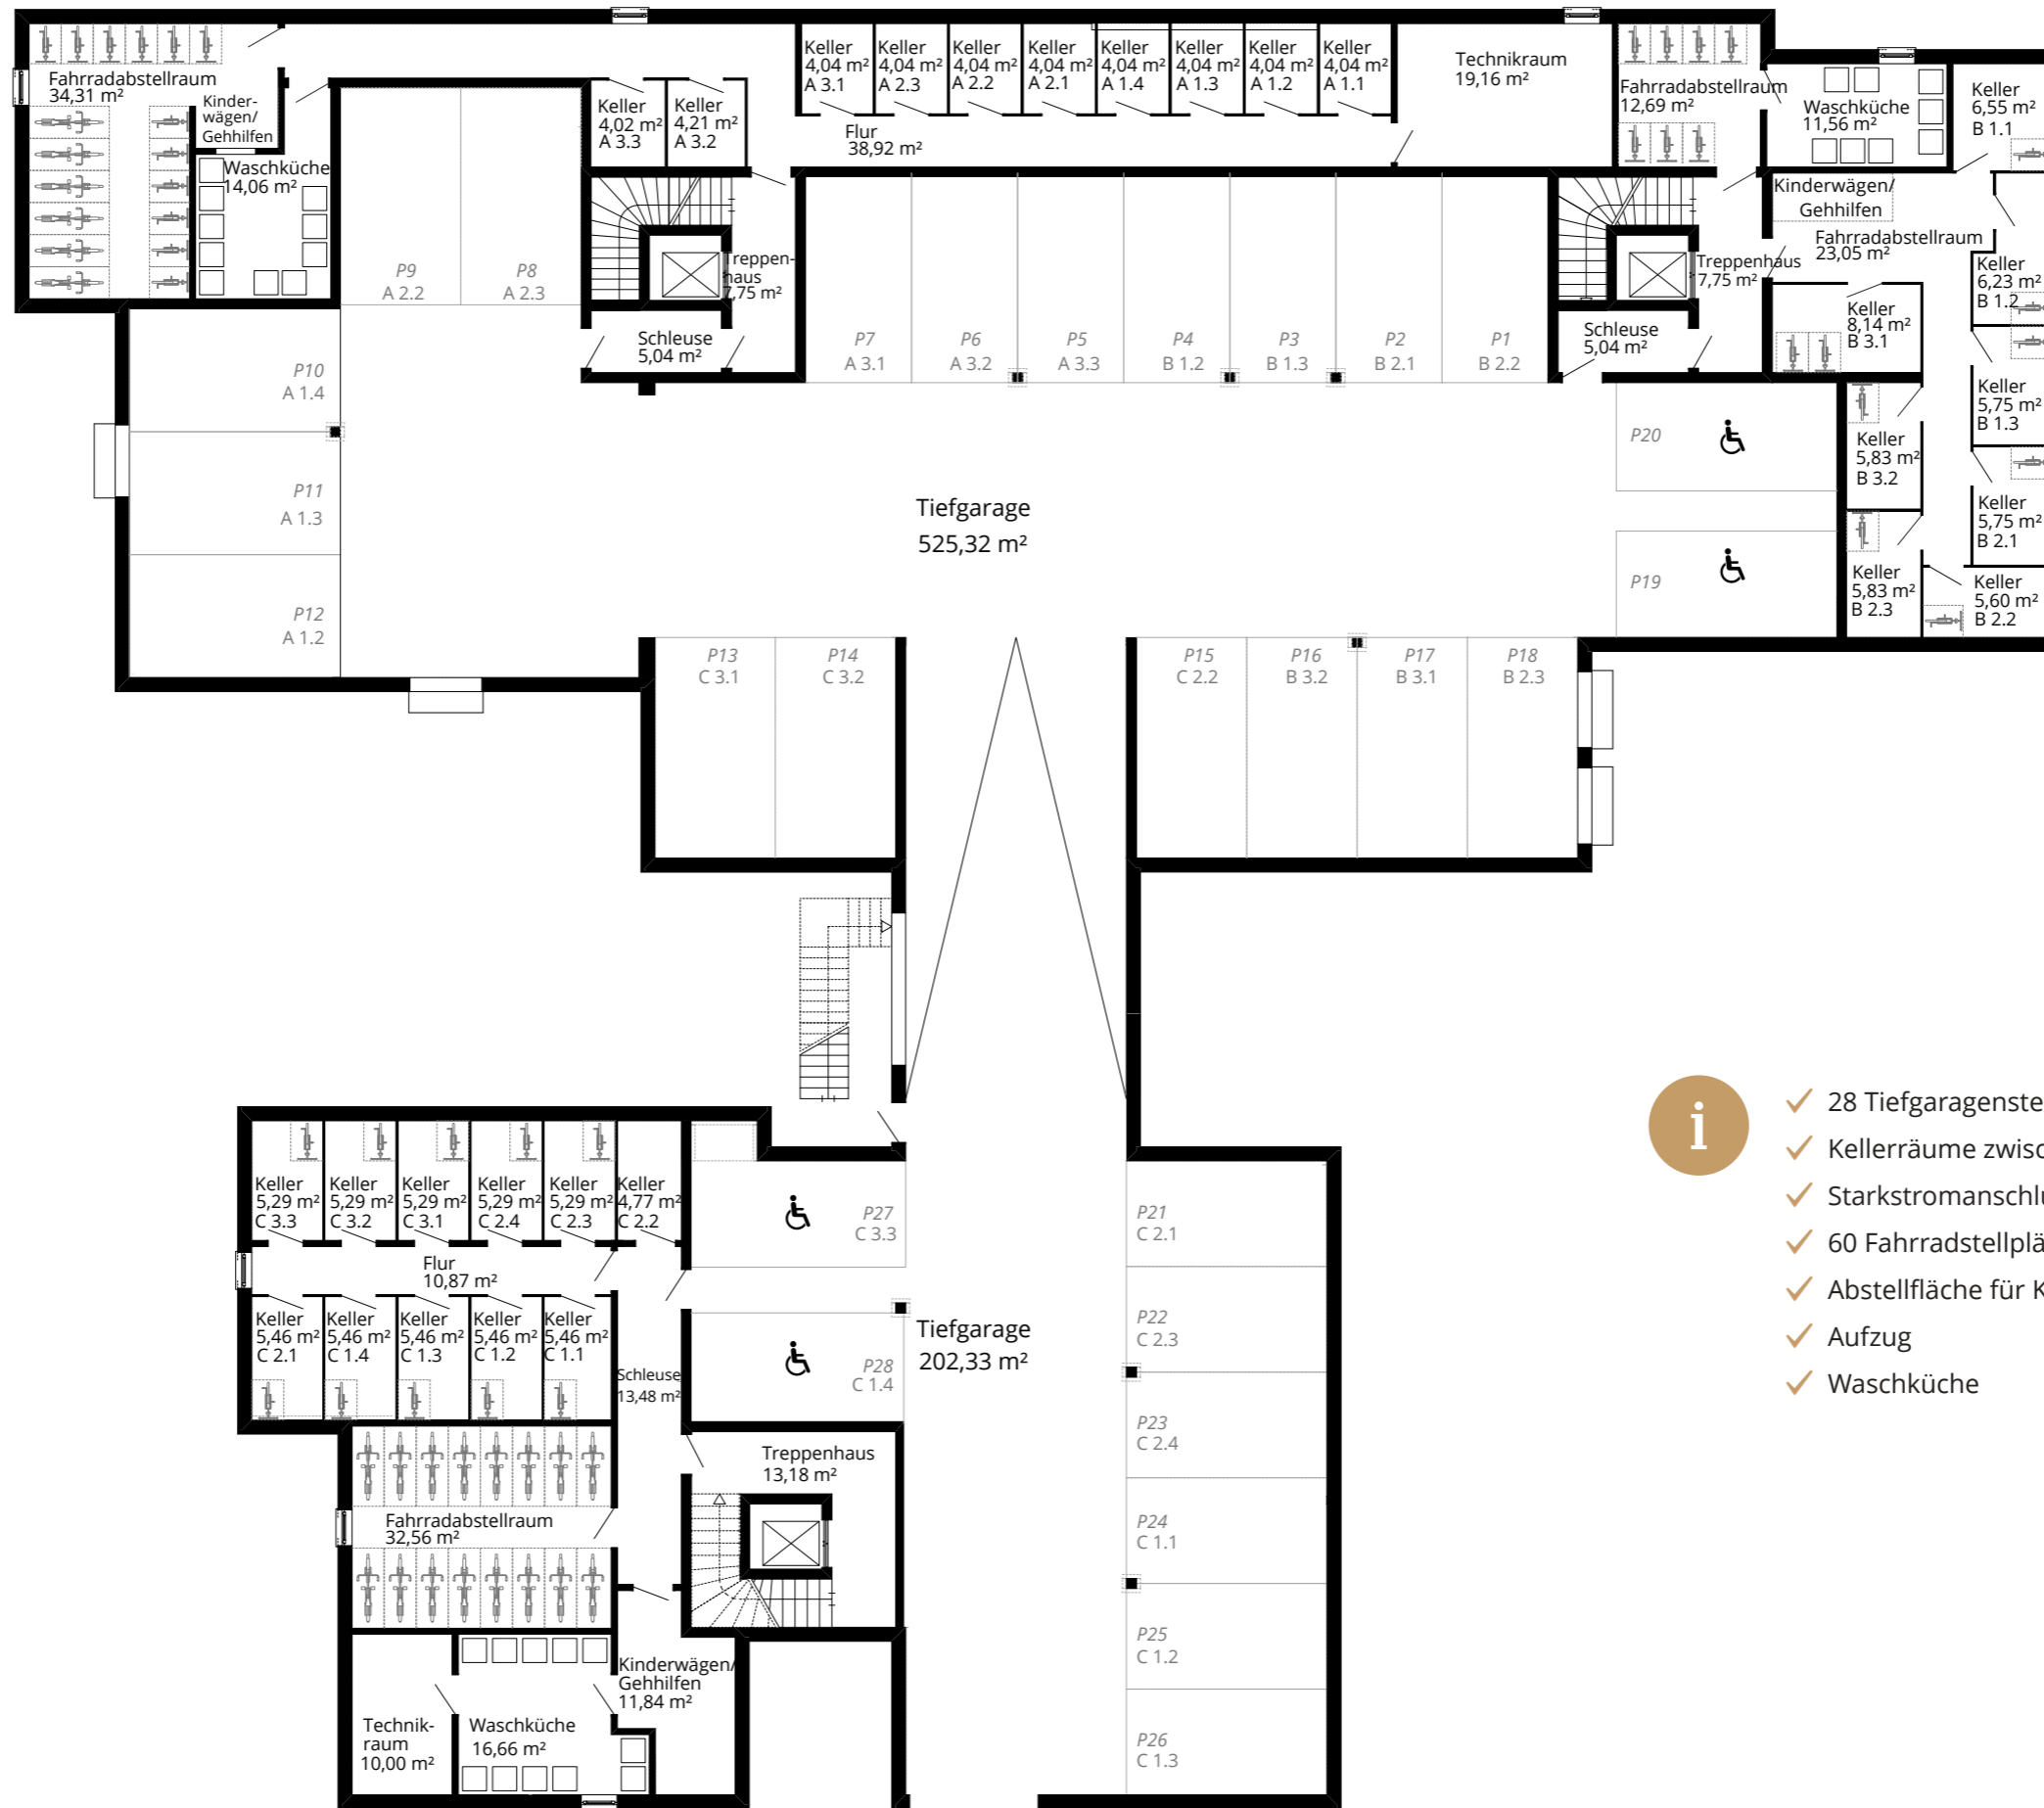 Fahrradabstellraum
34,31 m²
Kinder-
wägen/
Gehhilfen
Waschküche
14,06 m²
Keller
4,02 m²
A 3.3
Keller
4,21 m²
A 3.2
Keller
4,04 m²
A 3.1
Keller
4,04 m²
A 2.3
Keller
4,04 m²
A 2.2
Keller
4,04 m²
A 2.1
Keller
4,04 m²
A 1.4
Keller
4,04 m²
A 1.3
Keller
4,04 m²
A 1.2
Keller
4,04 m²
A 1.1
Flur
38,92 m²
Technikraum
19,16 m²
Fahrradabstellraum
12,69 m²
Waschküche
11,56 m²
Keller
6,55 m²
B 1.1
Kinderwägen/
Gehhilfen
Fahrradabstellraum
23,05 m²
Keller
6,23 m²
B 1.2
Treppen-
haus
7,75 m²
Treppenhaus
7,75 m²
Schleuse
5,04 m²
Schleuse
5,04 m²
Keller
8,14 m²
B 3.1
Keller
5,75 m²
B 1.3
Keller
5,83 m²
B 3.2
Keller
5,75 m²
B 2.1
Keller
5,83 m²
B 2.3
Keller
5,60 m²
B 2.2
P9
A 2.2
P8
A 2.3
P7
A 3.1
P6
A 3.2
P5
A 3.3
P4
B 1.2
P3
B 1.3
P2
B 2.1
P1
B 2.2
P10
A 1.4
P11
A 1.3
P12
A 1.2
P20
P19
Tiefgarage
525,32 m²
P13
C 3.1
P14
C 3.2
P15
C 2.2
P16
B 3.2
P17
B 3.1
P18
B 2.3
i
28 Tiefgaragenste
Kellerräume zwisc
Starkstromanschlu
60 Fahrradstellplä
Abstellfläche für K
Aufzug
Waschküche
Keller
5,29 m²
C 3.3
Keller
5,29 m²
C 3.2
Keller
5,29 m²
C 3.1
Keller
5,29 m²
C 2.4
Keller
5,29 m²
C 2.3
Keller
4,77 m²
C 2.2
Flur
10,87 m²
Keller
5,46 m²
C 2.1
Keller
5,46 m²
C 1.4
Keller
5,46 m²
C 1.3
Keller
5,46 m²
C 1.2
Keller
5,46 m²
C 1.1
Schleuse
13,48 m²
P27
C 3.3
P28
C 1.4
Tiefgarage
202,33 m²
P21
C 2.1
P22
C 2.3
P23
C 2.4
P24
C 1.1
P25
C 1.2
P26
C 1.3
Treppenhaus
13,18 m²
Fahrradabstellraum
32,56 m²
Kinderwägen/
Gehhilfen
11,84 m²
Technik-
raum
10,00 m²
Waschküche
16,66 m²